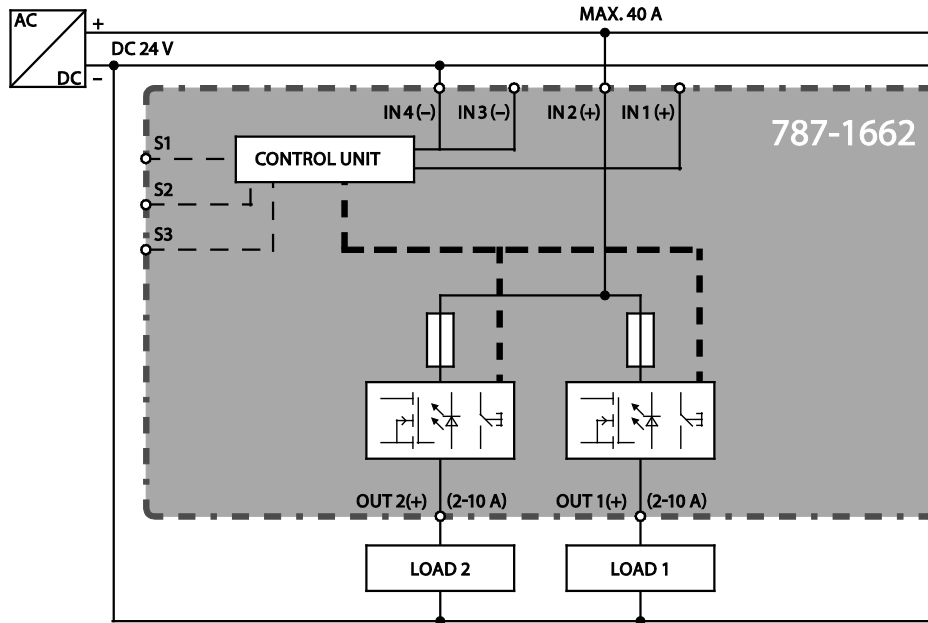 AC
+
MAX. 40 A
DC 24 V
DC
–
IN 4 (–) IN 3 (–) IN 2 (+) IN 1 (+)
787-1662
S1
CONTROL UNIT
S2
S3
OUT 2(+) (2-10 A) OUT 1(+) (2-10 A)
LOAD 2 LOAD 1